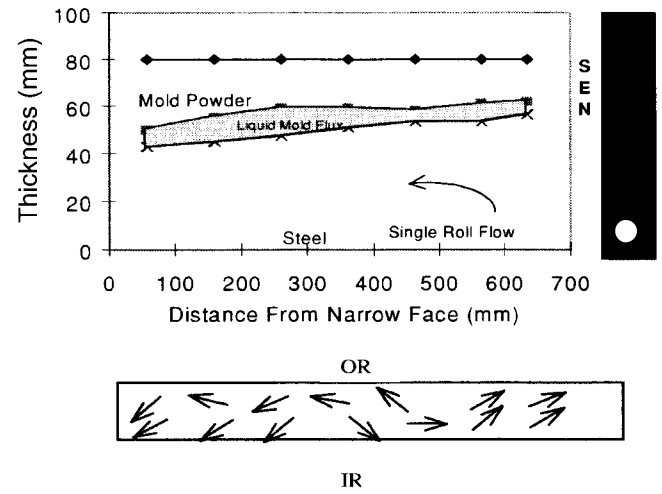 100
80
60
40
20
0
Thickness (mm)
Mold Powder
Liquid Mold Flux
Steel
Single Roll Flow
S
E
N
0 100 200 300 400 500 600 700
Distance From Narrow Face (mm)
OR
IR